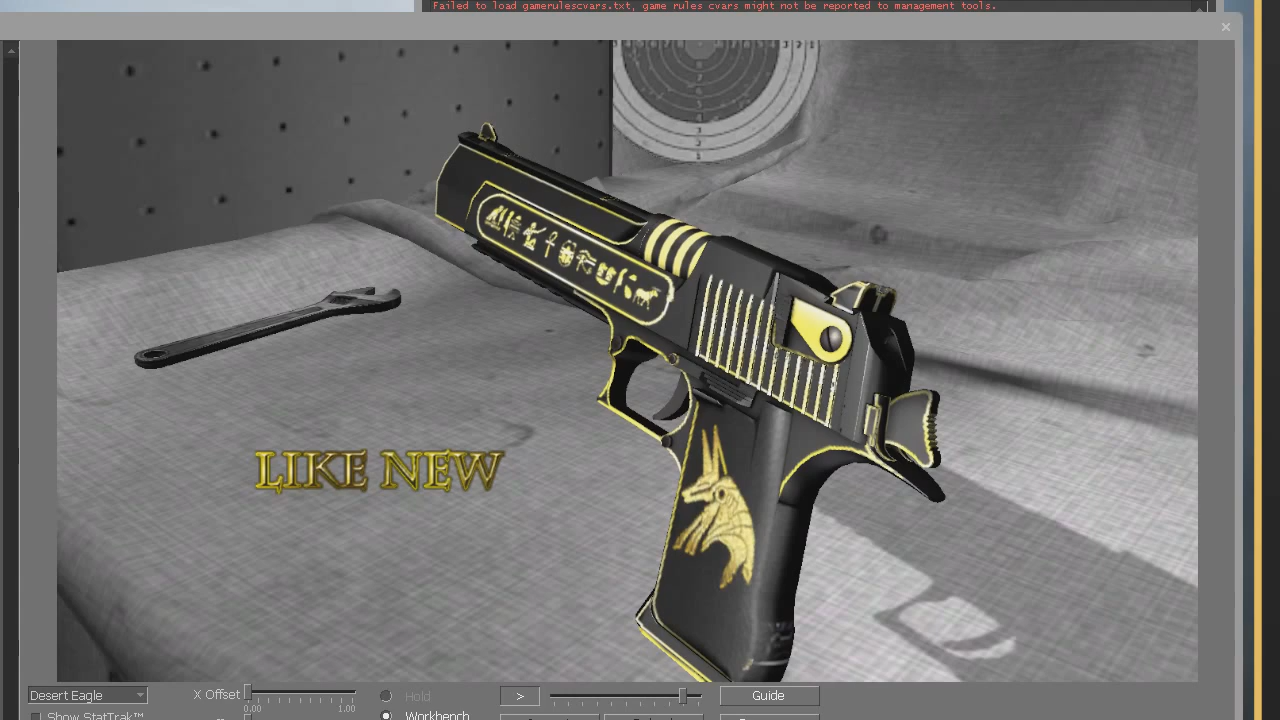 Failed to load gamerulescvars.txt, game rules cvars might not be reported to management tools.
LIKE NEW
Desert Eagle
X Offset
0.00
1.00
Hold
>
Guide
Show StatTrak™
Workbench